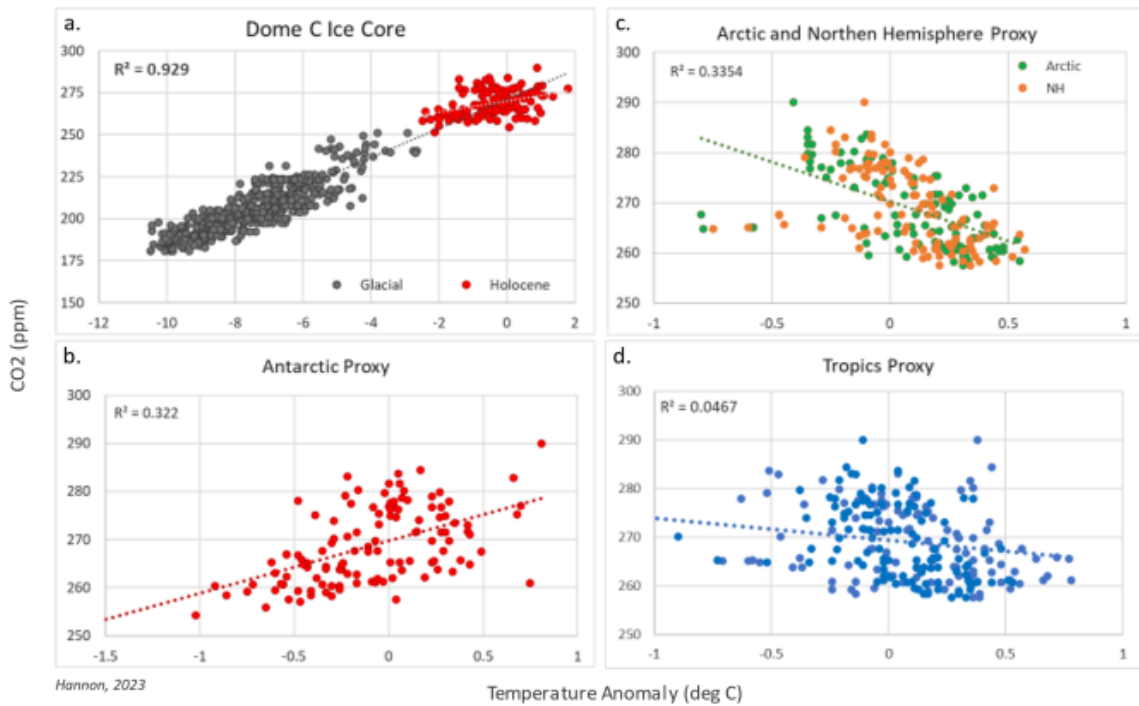 a.
Dome C Ice Core
R² = 0.929
300
275
250
225
200
175
150
-12
-10
-8
-6
-4
-2
0
2
Glacial
Holocene
c.
Arctic and Northen Hemisphere Proxy
R² = 0.3354
Arctic
NH
300
290
280
270
260
250
-1
-0.5
0
0.5
1
CO2 (ppm)
b.
Antarctic Proxy
R² = 0.322
300
290
280
270
260
250
-1.5
-1
-0.5
0
0.5
1
d.
Tropics Proxy
R² = 0.0467
300
290
280
270
260
250
-1
-0.5
0
0.5
1
Hannon, 2023
Temperature Anomaly (deg C)